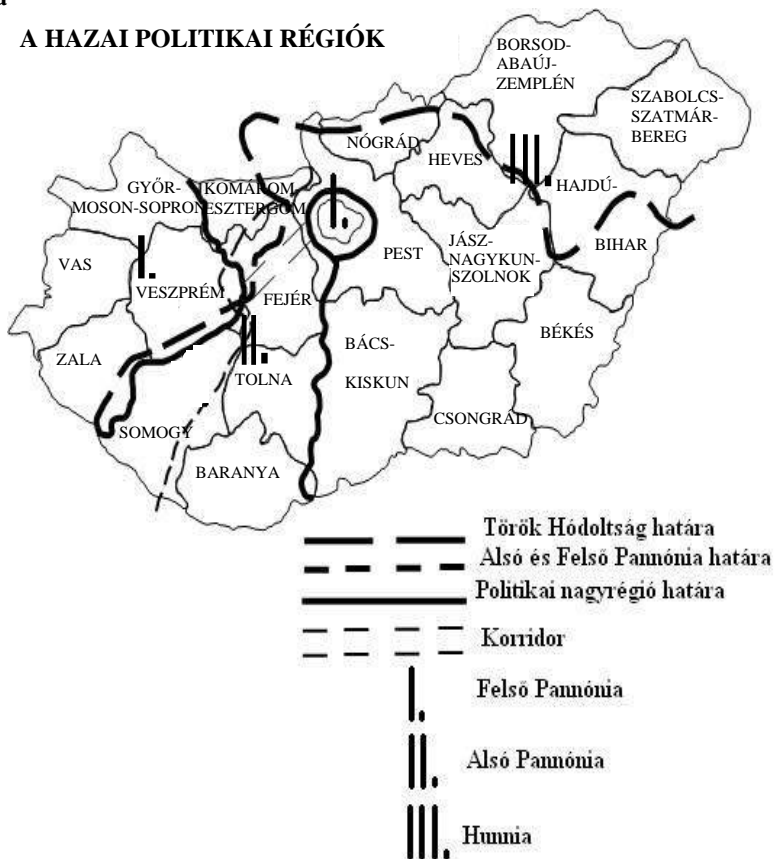 A HAZAI POLITIKAI RÉGIÓK
BORSOD-
ABAÚJ-
ZEMPLÉN
SZABOLCS-
SZATMÁR-
BEREG
NÓGRÁD
HEVES
HAJDÚ-
BIHAR
GYŐR-
MOSON-SOPRON
KOMÁROM
ESZTERGOM
VAS
VESZPRÉM
FEJÉR
PEST
JÁSZ-
NAGYKUN-
SZOLNOK
ZALA
TOLNA
BÁCS-
KISKUN
BÉKÉS
SOMOGY
CSONGRÁD
BARANYA
Török Hódoltság határa
Alsó és Felső Pannónia határa
Politikai nagyrégió határa
Korridor
Felső Pannónia
Alsó Pannónia
Hunnia